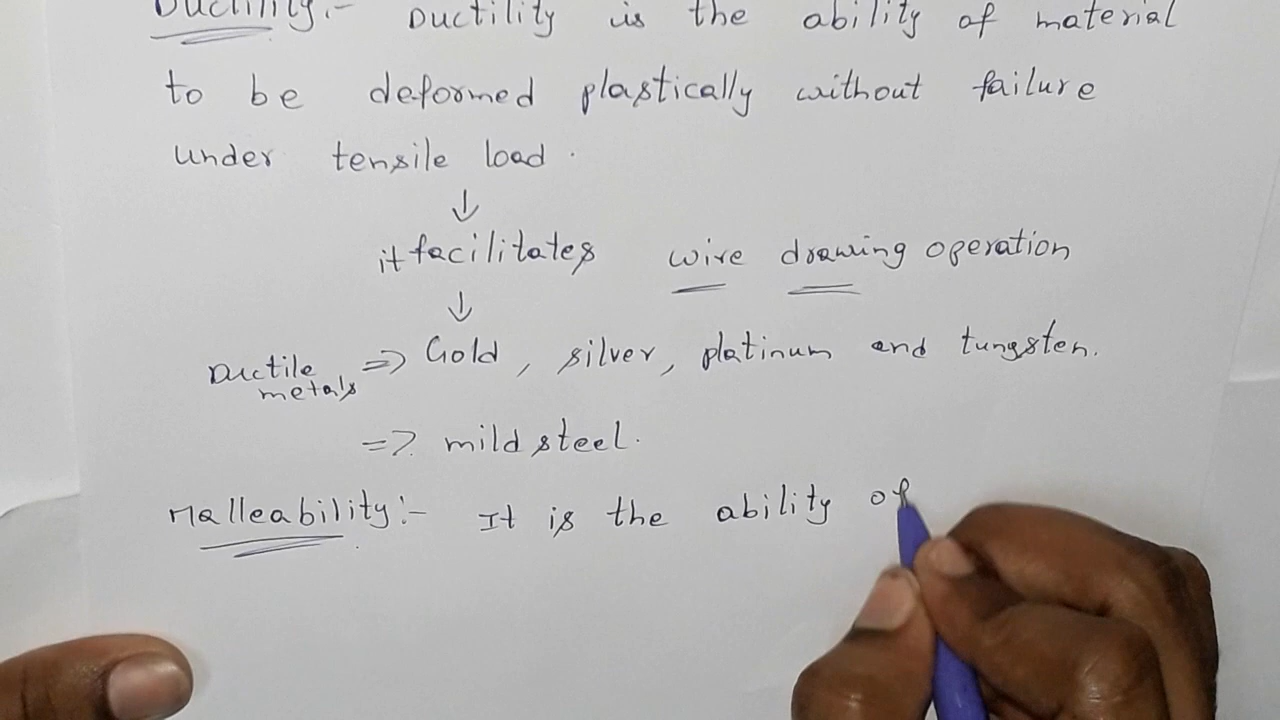 Ductility:- Ductility is the ability of material
to be deformed plastically without failure
under tensile load.
↓
it facilitates wire drawing operation
↓
Ductile metals => Gold, silver, platinum and tungsten.
=> mild steel.
Malleability:- It is the ability of